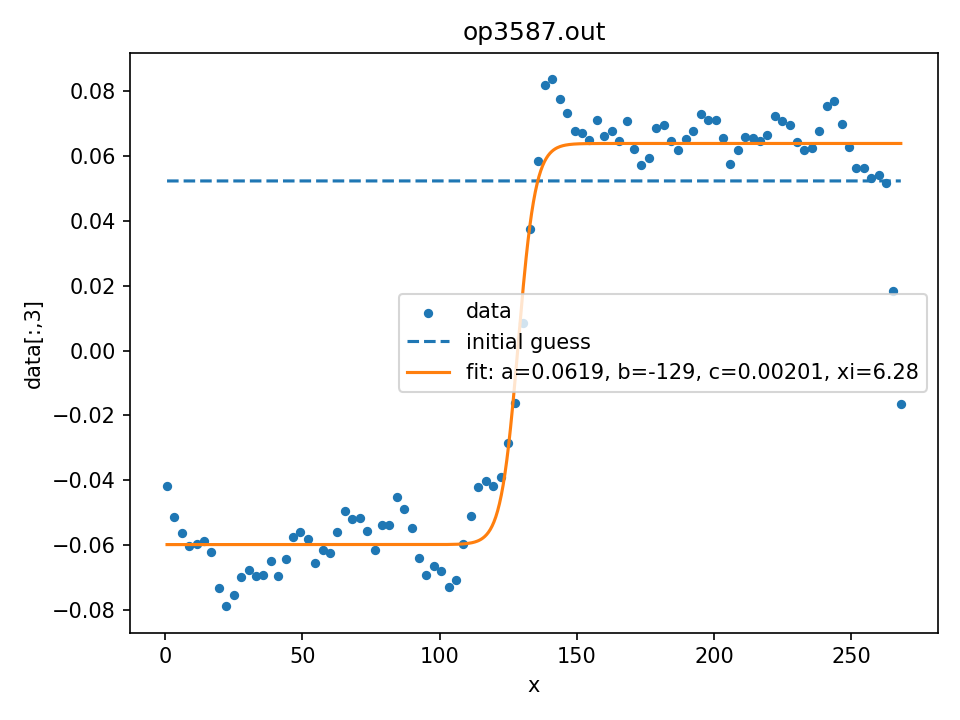 op3587.out
0.08
0.06
0.04
0.02
0.00
−0.02
−0.04
−0.06
−0.08
data[:,3]
data
initial guess
fit: a=0.0619, b=-129, c=0.00201, xi=6.28
0 50 100 150 200 250
x